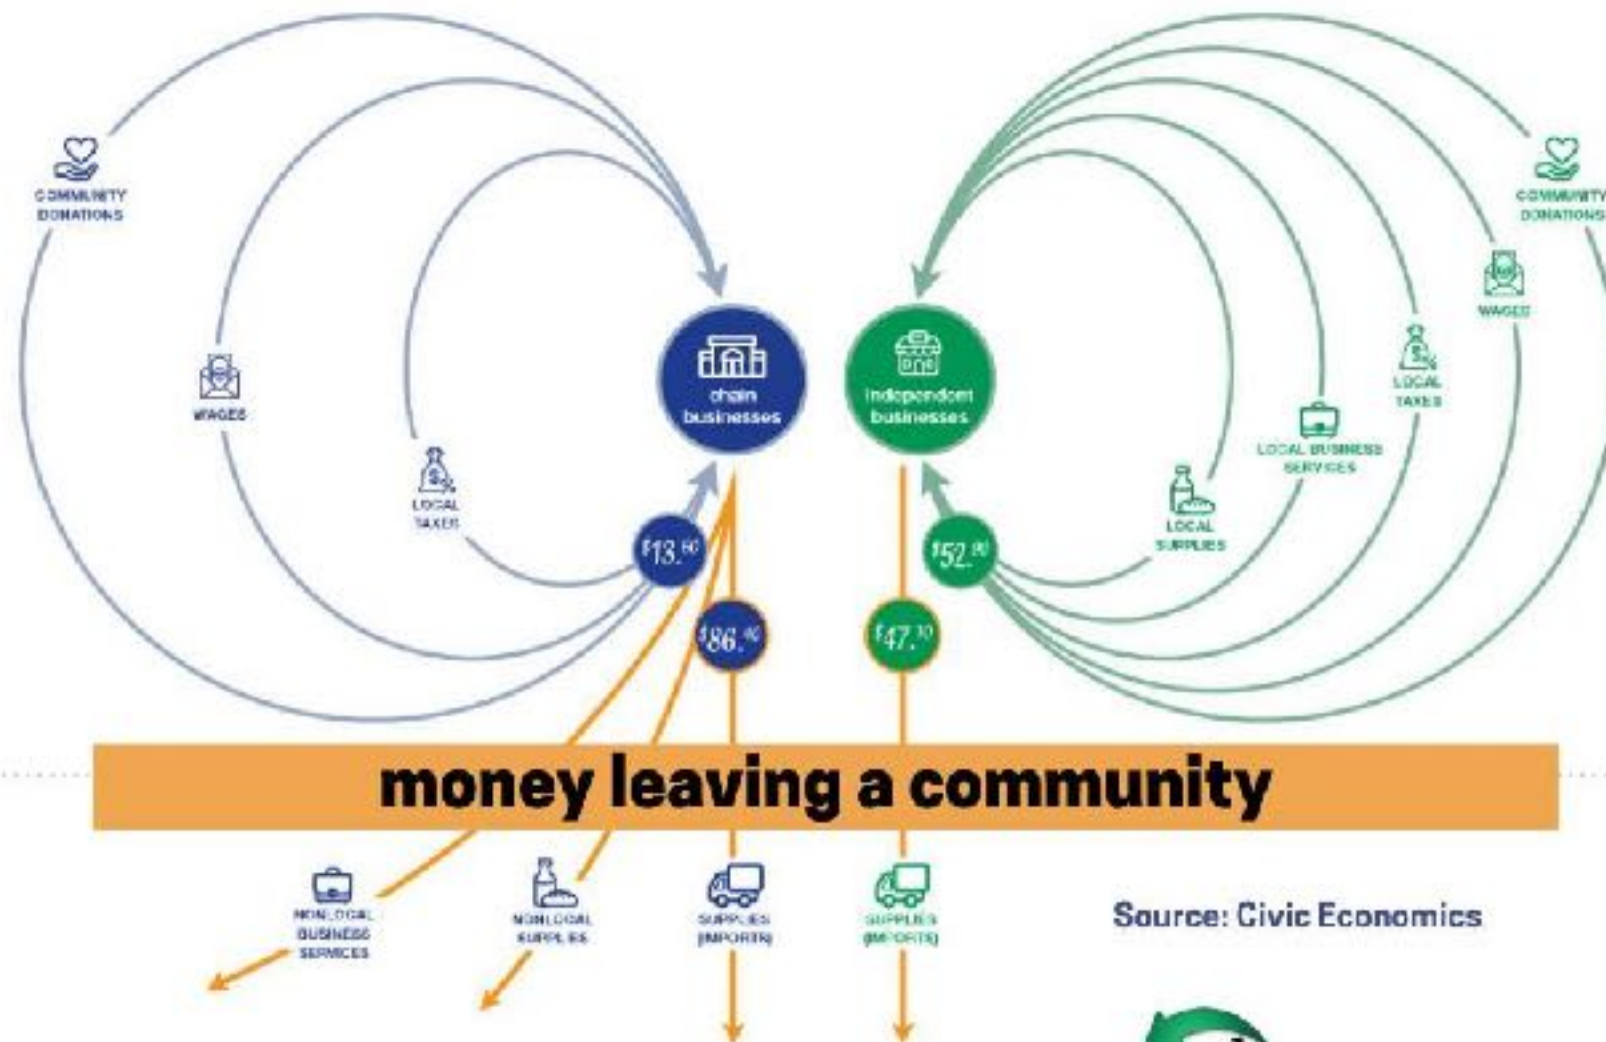 COMMUNITY
DONATIONS
WAGES
LOCAL
TAXES
chain
businesses
$13.60
$86.40
independent
businesses
$52.90
$47.10
COMMUNITY
DONATIONS
WAGES
LOCAL
TAXES
LOCAL BUSINESS
SERVICES
LOCAL
SUPPLIES
money leaving a community
NONLOCAL
BUSINESS
SERVICES
NONLOCAL
SUPPLIES
SUPPLIES
(IMPORTS)
SUPPLIES
(IMPORTS)
Source: Civic Economics